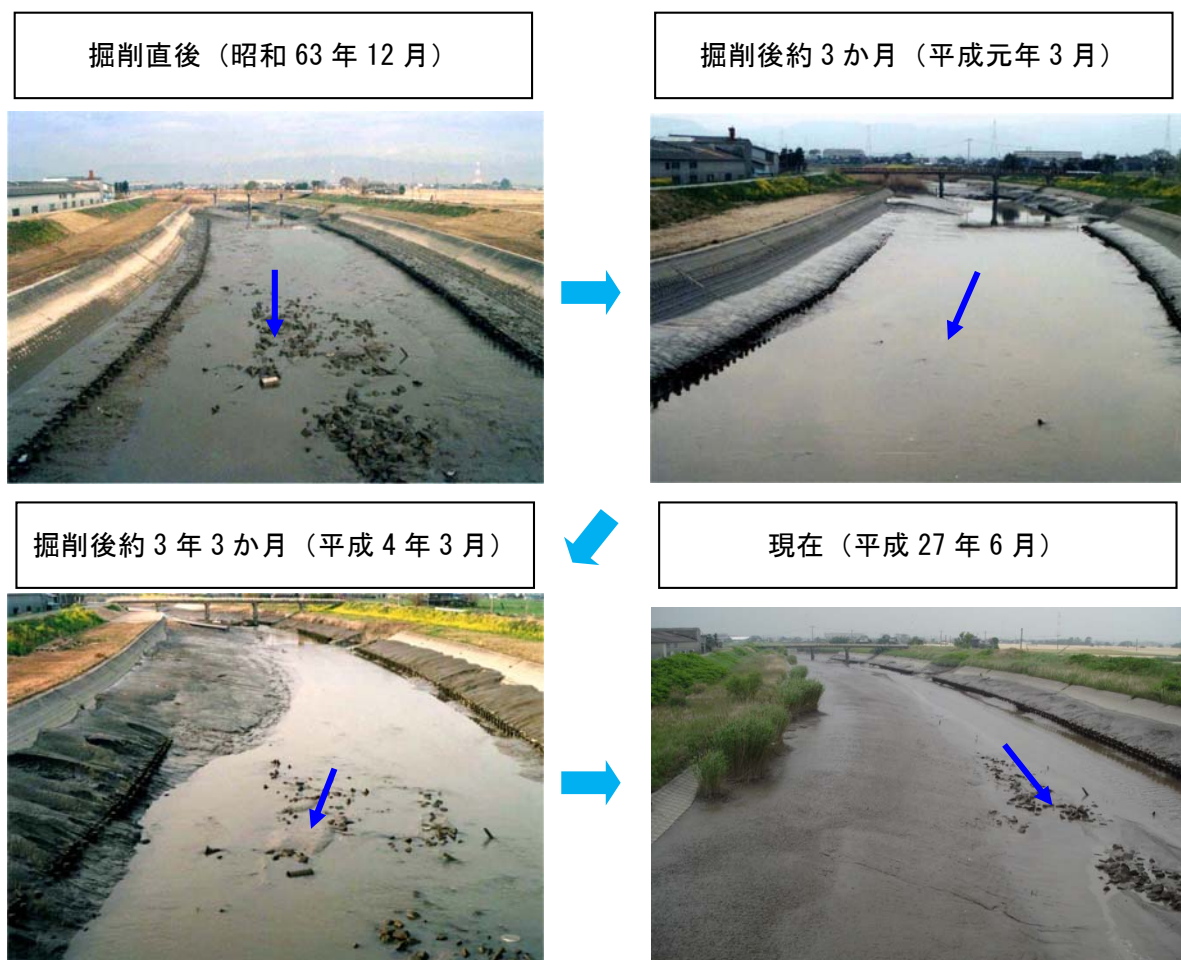 掘削直後（昭和 63 年 12 月）
掘削後約 3 か月（平成元年 3 月）
掘削後約 3 年 3 か月（平成 4 年 3 月）
現在（平成 27 年 6 月）